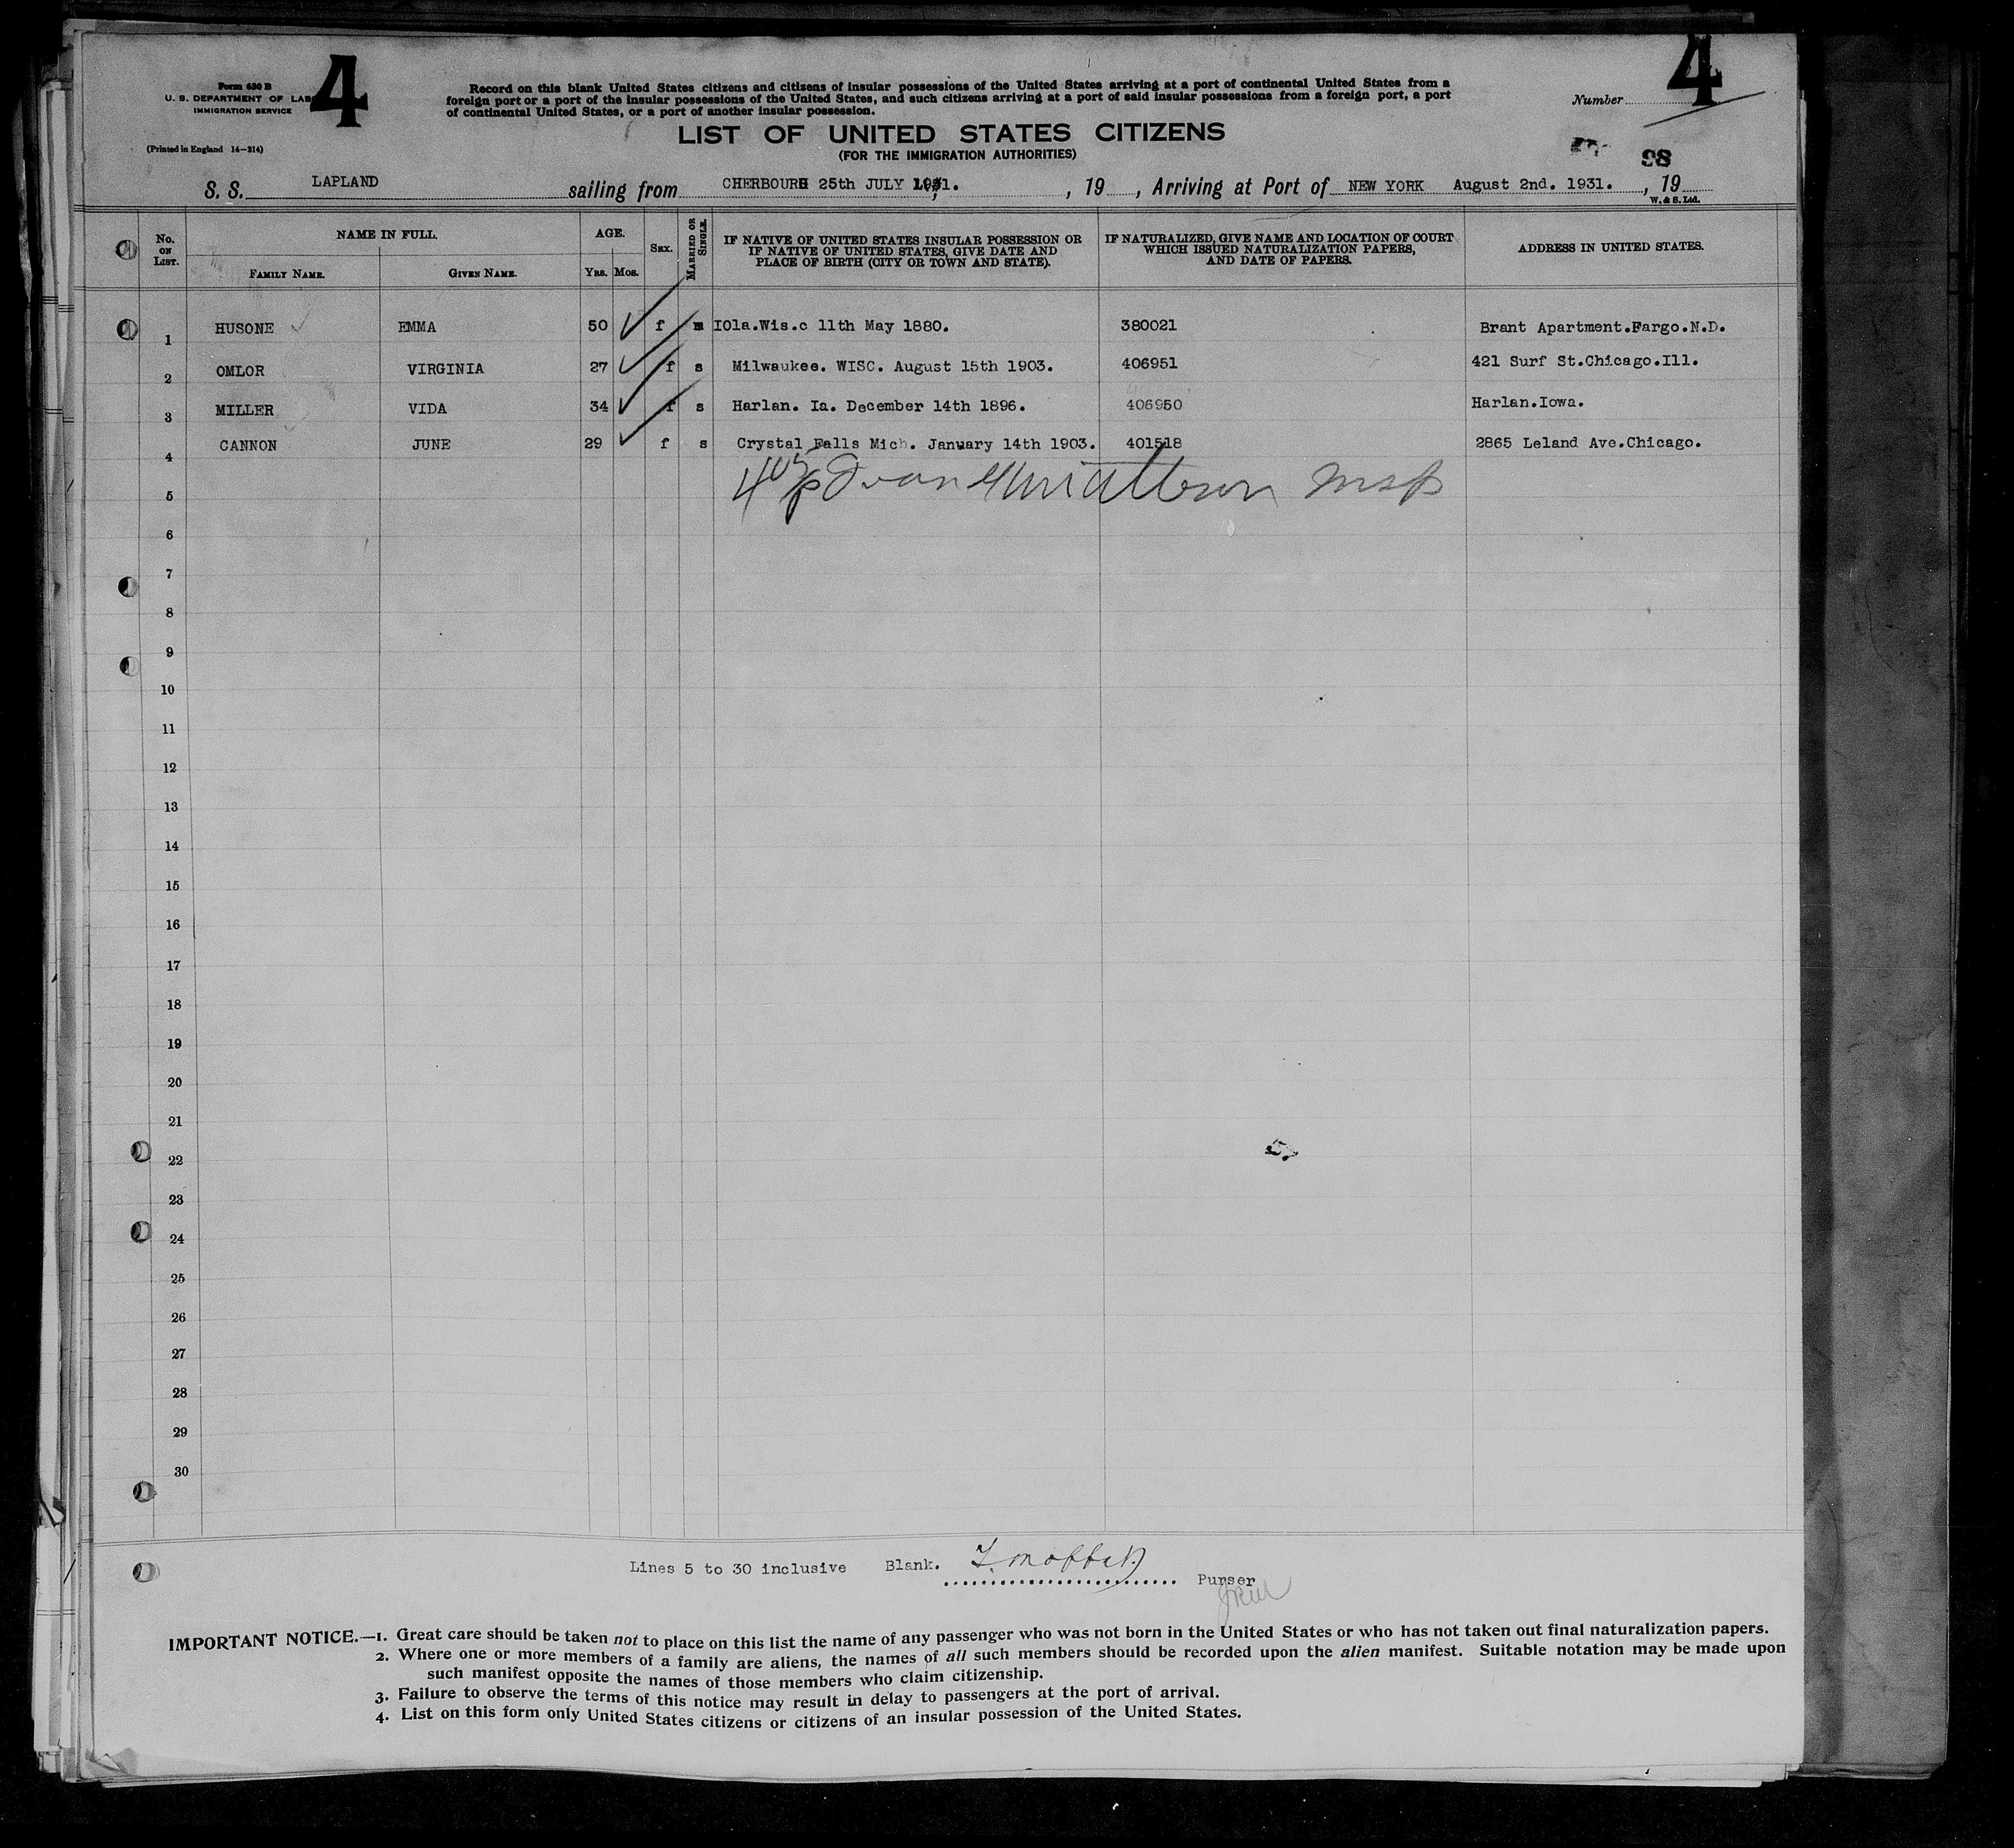 4
4
Form 630 B
U. S. DEPARTMENT OF LAB
IMMIGRATION SERVICE
(Printed in England 14—314)
Record on this blank United States citizens and citizens of insular possessions of the United States arriving at a port of continental United States from a
foreign port or a port of the insular possessions of the United States, and such citizens arriving at a port of said insular possessions from a foreign port, a port
of continental United States, or a port of another insular possession.
Number
LIST OF UNITED STATES CITIZENS
(FOR THE IMMIGRATION AUTHORITIES)
98
S. S. LAPLAND sailing from CHERBOURG 25th JULY 1931. , 19 , Arriving at Port of NEW YORK August 2nd. 1931. , 19
W. & S. Ltd.
No. ON LIST. NAME IN FULL. AGE. SEX. MARRIED OR SINGLE. IF NATIVE OF UNITED STATES INSULAR POSSESSION OR IF NATIVE OF UNITED STATES, GIVE DATE AND PLACE OF BIRTH (CITY OR TOWN AND STATE). IF NATURALIZED, GIVE NAME AND LOCATION OF COURT WHICH ISSUED NATURALIZATION PAPERS, AND DATE OF PAPERS. ADDRESS IN UNITED STATES.
FAMILY NAME. GIVEN NAME. YRS. MOS.
1 HUSONE EMMA 50 f m IOla.Wis.c 11th May 1880. 380021 Brant Apartment.Fargo.N.D.
2 OMLOR VIRGINIA 27 f s Milwaukee. WISC. August 15th 1903. 406951 421 Surf St.Chicago.Ill.
3 MILLER VIDA 34 f s Harlan. Ia. December 14th 1896. 406950 Harlan.Iowa.
4 CANNON JUNE 29 f s Crystal Falls Mich. January 14th 1903. 401518 2865 Leland Ave.Chicago.
5
6
7
8
9
10
11
12
13
14
15
16
17
18
19
20
21
22
23
24
25
26
27
28
29
30
Lines 5 to 30 inclusive Blank. Purser
IMPORTANT NOTICE.—1. Great care should be taken not to place on this list the name of any passenger who was not born in the United States or who has not taken out final naturalization papers.
2. Where one or more members of a family are aliens, the names of all such members should be recorded upon the alien manifest. Suitable notation may be made upon
such manifest opposite the names of those members who claim citizenship.
3. Failure to observe the terms of this notice may result in delay to passengers at the port of arrival.
4. List on this form only United States citizens or citizens of an insular possession of the United States.